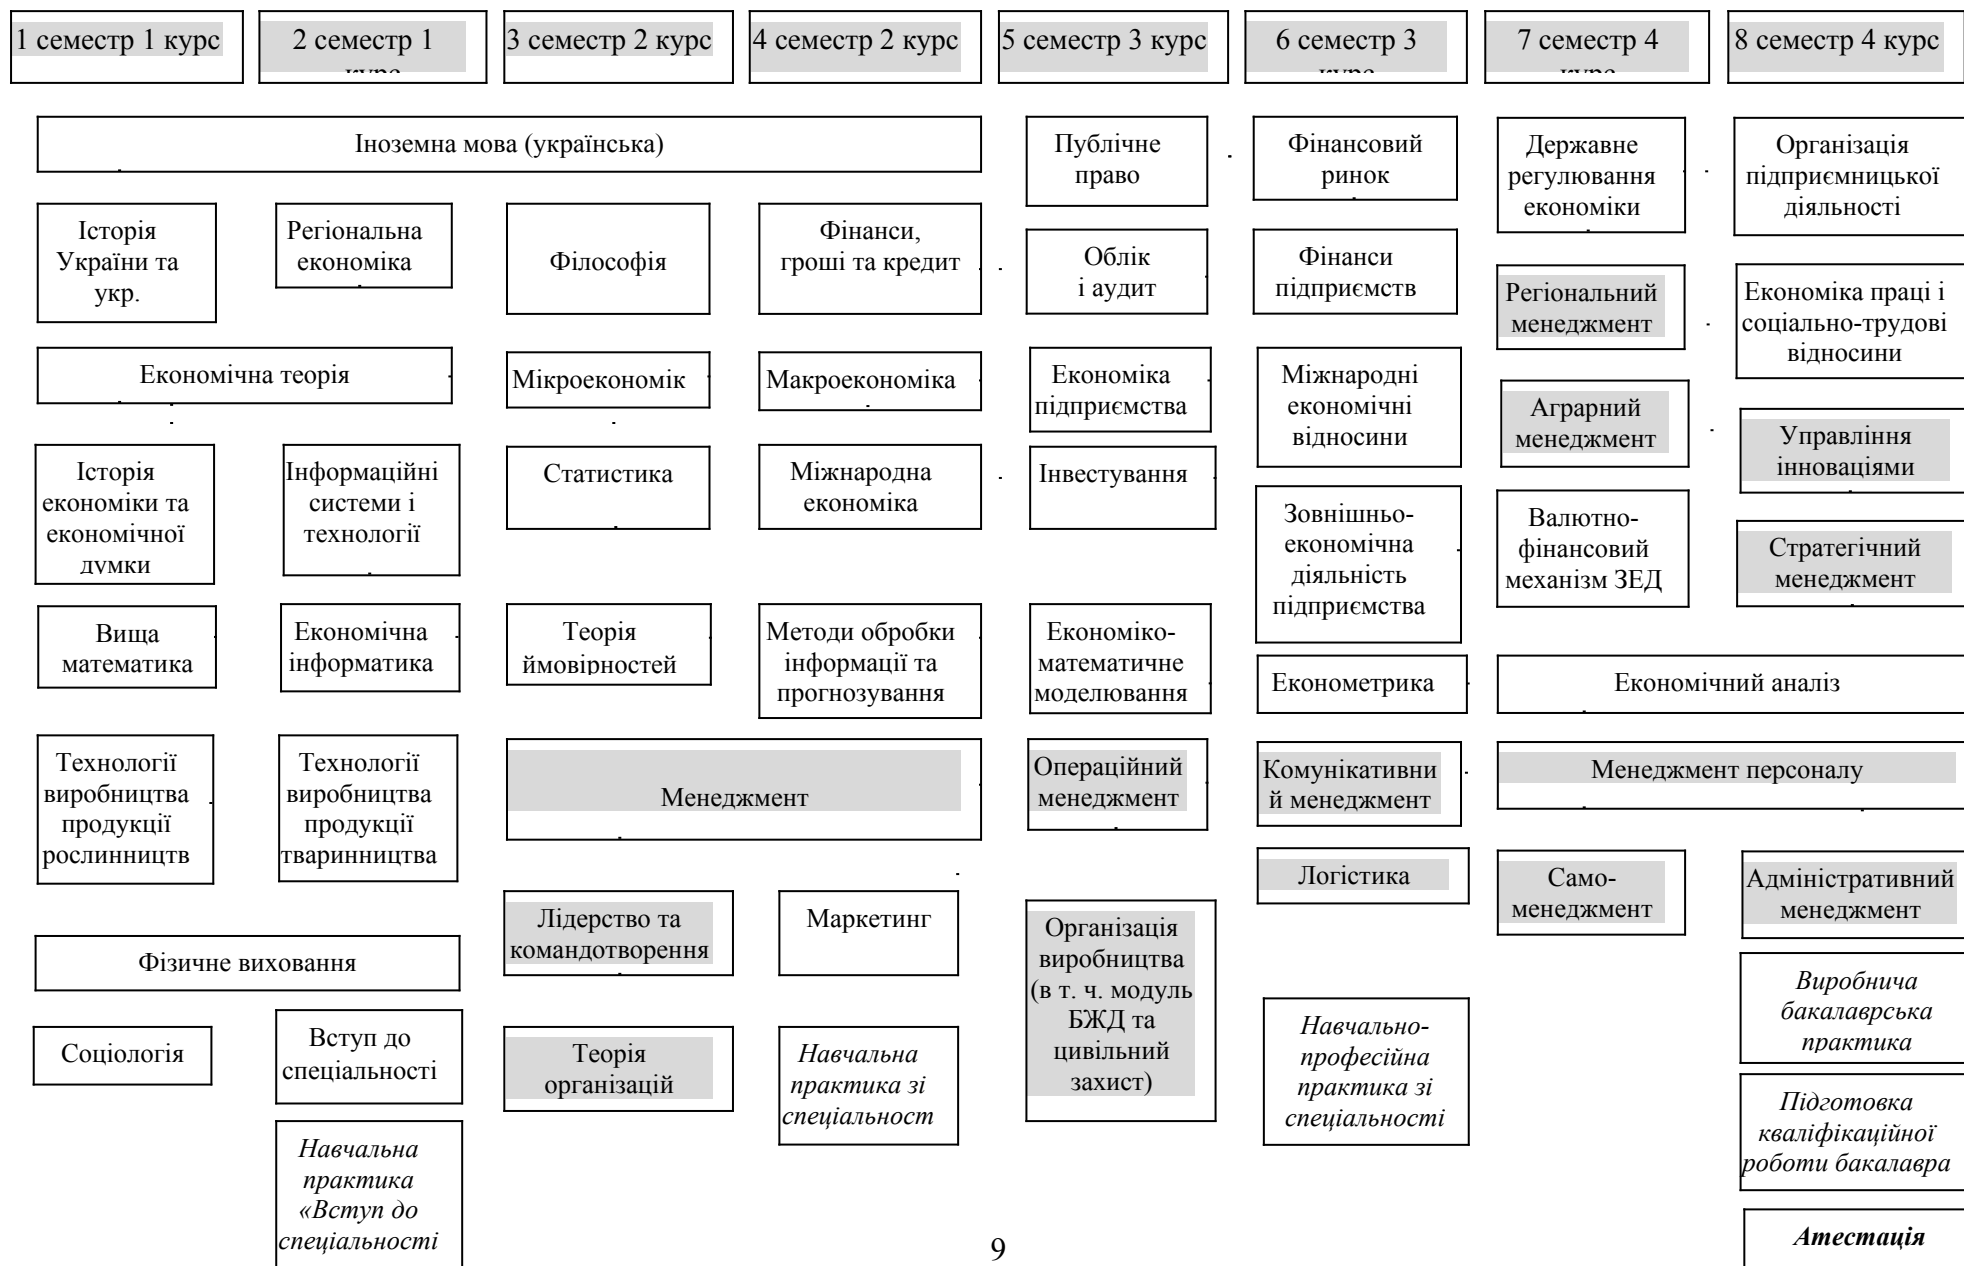 1 семестр 1 курс
2 семестр 1
курс
3 семестр 2 курс
4 семестр 2 курс
5 семестр 3 курс
6 семестр 3
курс
7 семестр 4
курс
8 семестр 4 курс
Іноземна мова (українська)
Публічне
право
Фінансовий
ринок
Державне
регулювання
економіки
Організація
підприємницької
діяльності
Історія
України та
укр.
Регіональна
економіка
Філософія
Фінанси,
гроші та кредит
Облік
і аудит
Фінанси
підприємств
Регіональний
менеджмент
Економіка праці і
соціально-трудові
відносини
Економічна теорія
Мікроекономік
Макроекономіка
Економіка
підприємства
Міжнародні
економічні
відносини
Аграрний
менеджмент
Управління
інноваціями
Історія
економіки та
економічної
думки
Інформаційні
системи і
технології
Статистика
Міжнародна
економіка
Інвестування
Зовнішньо-
економічна
діяльність
підприємства
Валютно-
фінансовий
механізм ЗЕД
Стратегічний
менеджмент
Вища
математика
Економічна
інформатика
Теорія
ймовірностей
Методи обробки
інформації та
прогнозування
Економіко-
математичне
моделювання
Економетрика
Економічний аналіз
Технології
виробництва
продукції
рослинництв
Технології
виробництва
продукції
тваринництва
Менеджмент
Операційний
менеджмент
Комунікативни
й менеджмент
Менеджмент персоналу
Логістика
Само-
менеджмент
Адміністративний
менеджмент
Лідерство та
командотворення
Маркетинг
Організація
виробництва
(в т. ч. модуль
БЖД та
цивільний
захист)
Фізичне виховання
Виробнича
бакалаврська
практика
Соціологія
Вступ до
спеціальності
Теорія
організацій
Навчальна
практика зі
спеціальност
Навчально-
професійна
практика зі
спеціальності
Підготовка
кваліфікаційної
роботи бакалавра
Навчальна
практика
«Вступ до
спеціальності
Атестація
9